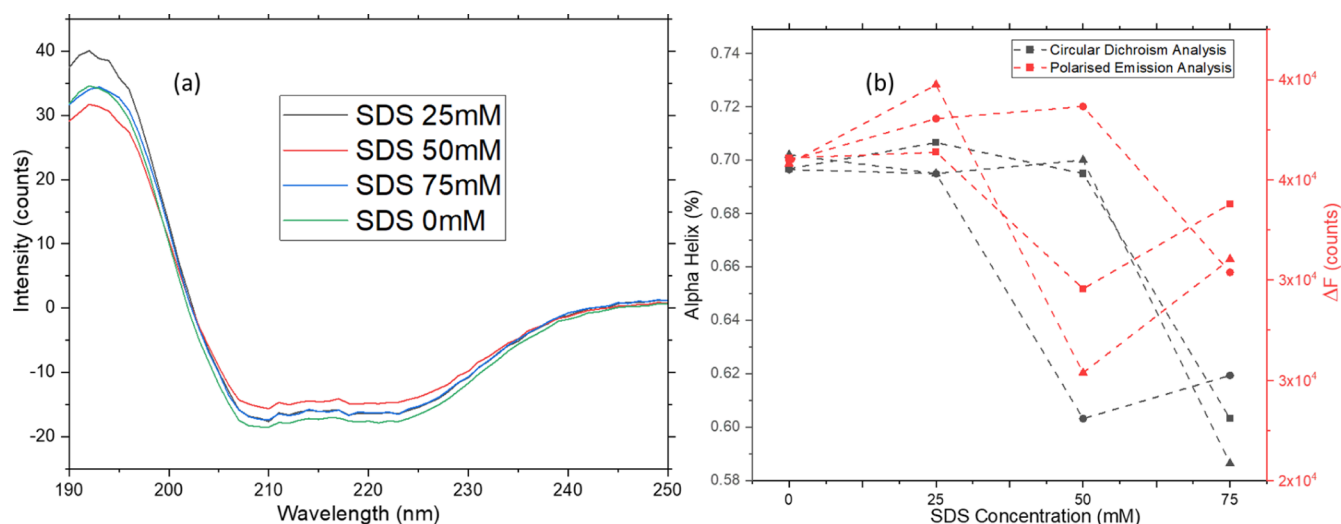 (a)
SDS 25mM
SDS 50mM
SDS 75mM
SDS 0mM
40
30
20
10
0
-10
-20
Intensity (counts)
190 200 210 220 230 240 250
Wavelength (nm)
(b)
Circular Dichroism Analysis
Polarised Emission Analysis
0.74
0.72
0.70
0.68
0.66
0.64
0.62
0.60
0.58
Alpha Helix (%)
0 25 50 75
SDS Concentration (mM)
4x10⁴
4x10⁴
3x10⁴
3x10⁴
2x10⁴
ΔF (counts)